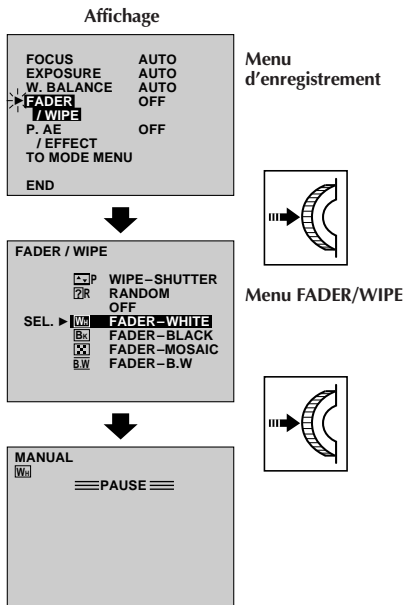 Affichage
FOCUS AUTO
EXPOSURE AUTO
W. BALANCE AUTO
FADER OFF
/ WIPE
P. AE OFF
/ EFFECT
TO MODE MENU
END
Menu
d'enregistrement
FADER / WIPE
P WIPE–SHUTTER
?R RANDOM
OFF
SEL. ► WH FADER–WHITE
BK FADER–BLACK
FADER–MOSAIC
B.W FADER–B.W
Menu FADER/WIPE
MANUAL
WH
PAUSE